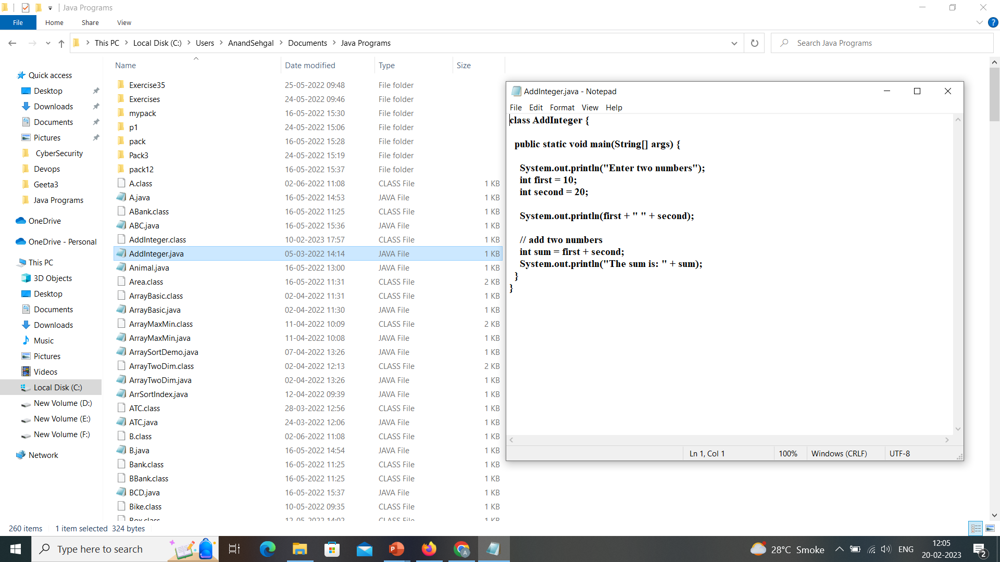 Java Programs
File Home Share View
This PC Local Disk (C:) Users AnandSehgal Documents Java Programs
Search Java Programs
Name Date modified Type Size
Quick access
Desktop
Downloads
Documents
Pictures
CyberSecurity
Devops
Geeta3
Java Programs
OneDrive
OneDrive - Personal
This PC
3D Objects
Desktop
Documents
Downloads
Music
Pictures
Videos
Local Disk (C:)
New Volume (D:)
New Volume (E:)
New Volume (F:)
Network
Exercise35 25-05-2022 09:48 File folder
Exercises 24-05-2022 09:46 File folder
mypack 16-05-2022 15:30 File folder
p1 24-05-2022 15:06 File folder
pack 16-05-2022 15:28 File folder
Pack3 24-05-2022 15:19 File folder
pack12 16-05-2022 15:37 File folder
A.class 02-06-2022 11:08 CLASS File 1 KB
A.java 16-05-2022 14:53 JAVA File 1 KB
ABank.class 16-05-2022 11:25 CLASS File 1 KB
ABC.java 16-05-2022 15:36 JAVA File 1 KB
AddInteger.class 10-02-2023 17:57 CLASS File 1 KB
AddInteger.java 05-03-2022 14:14 JAVA File 1 KB
Animal.java 16-05-2022 13:00 JAVA File 1 KB
Area.class 16-05-2022 11:31 CLASS File 2 KB
ArrayBasic.class 02-04-2022 11:31 CLASS File 1 KB
ArrayBasic.java 02-04-2022 11:30 JAVA File 1 KB
ArrayMaxMin.class 11-04-2022 10:09 CLASS File 2 KB
ArrayMaxMin.java 11-04-2022 10:08 JAVA File 1 KB
ArraySortDemo.java 07-04-2022 13:26 JAVA File 1 KB
ArrayTwoDim.class 02-04-2022 12:13 CLASS File 2 KB
ArrayTwoDim.java 02-04-2022 13:26 JAVA File 1 KB
ArrSortIndex.java 12-04-2022 09:39 JAVA File 1 KB
ATC.class 28-03-2022 12:56 CLASS File 1 KB
ATC.java 24-03-2022 12:06 JAVA File 1 KB
B.class 02-06-2022 11:08 CLASS File 1 KB
B.java 16-05-2022 14:54 JAVA File 1 KB
Bank.class 16-05-2022 11:25 CLASS File 1 KB
BBank.class 16-05-2022 11:25 CLASS File 1 KB
BCD.java 16-05-2022 15:37 JAVA File 1 KB
Bike.class 10-05-2022 09:35 CLASS File 1 KB
Box.class 12-05-2022 14:02 CLASS File 1 KB
AddInteger.java - Notepad
File Edit Format View Help
class AddInteger {
public static void main(String[] args) {
System.out.println("Enter two numbers");
int first = 10;
int second = 20;
System.out.println(first + " " + second);
// add two numbers
int sum = first + second;
System.out.println("The sum is: " + sum);
}
}
Ln 1, Col 1 100% Windows (CRLF) UTF-8
260 items 1 item selected 324 bytes
Type here to search
28°C Smoke ENG
12:05
20-02-2023
2